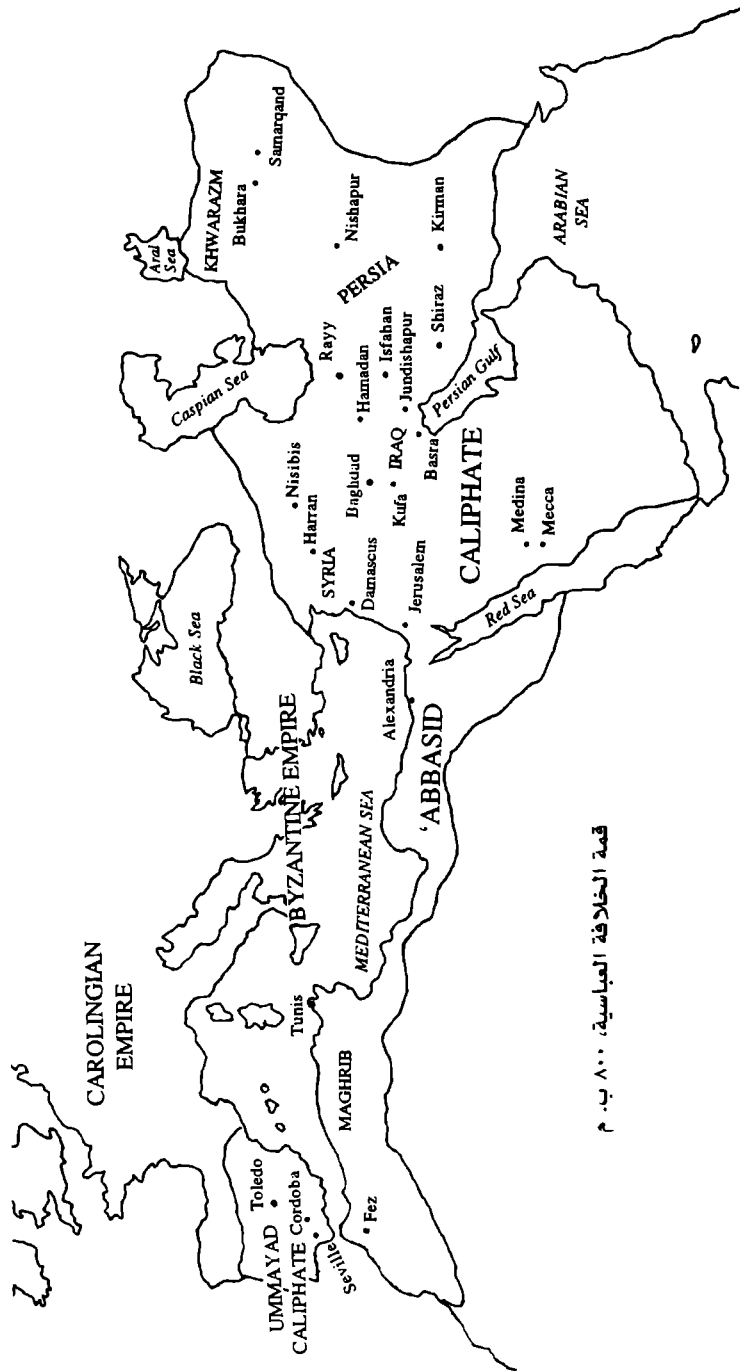 CAROLINGIAN
EMPIRE
UMMAYAD
CALIPHATE
Toledo
Cordoba
Seville
Fez
MAGHRIB
Tunis
BYZANTINE EMPIRE
MEDITERRANEAN SEA
Black Sea
Caspian Sea
Aral
Sea
KHWARAZM
Bukhara
Samarqand
Nishapur
PERSIA
Rayy
Hamadan
Isfahan
Jundishapur
Kirman
Shiraz
Nisibis
Harran
SYRIA
Baghdad
Damascus
Kufa
IRAQ
Basra
Persian Gulf
Jerusalem
Alexandria
'ABBASID
CALIPHATE
Medina
Mecca
Red Sea
ARABIAN
SEA
قمة الخلافة العباسية، ٨٠٠ ب. م